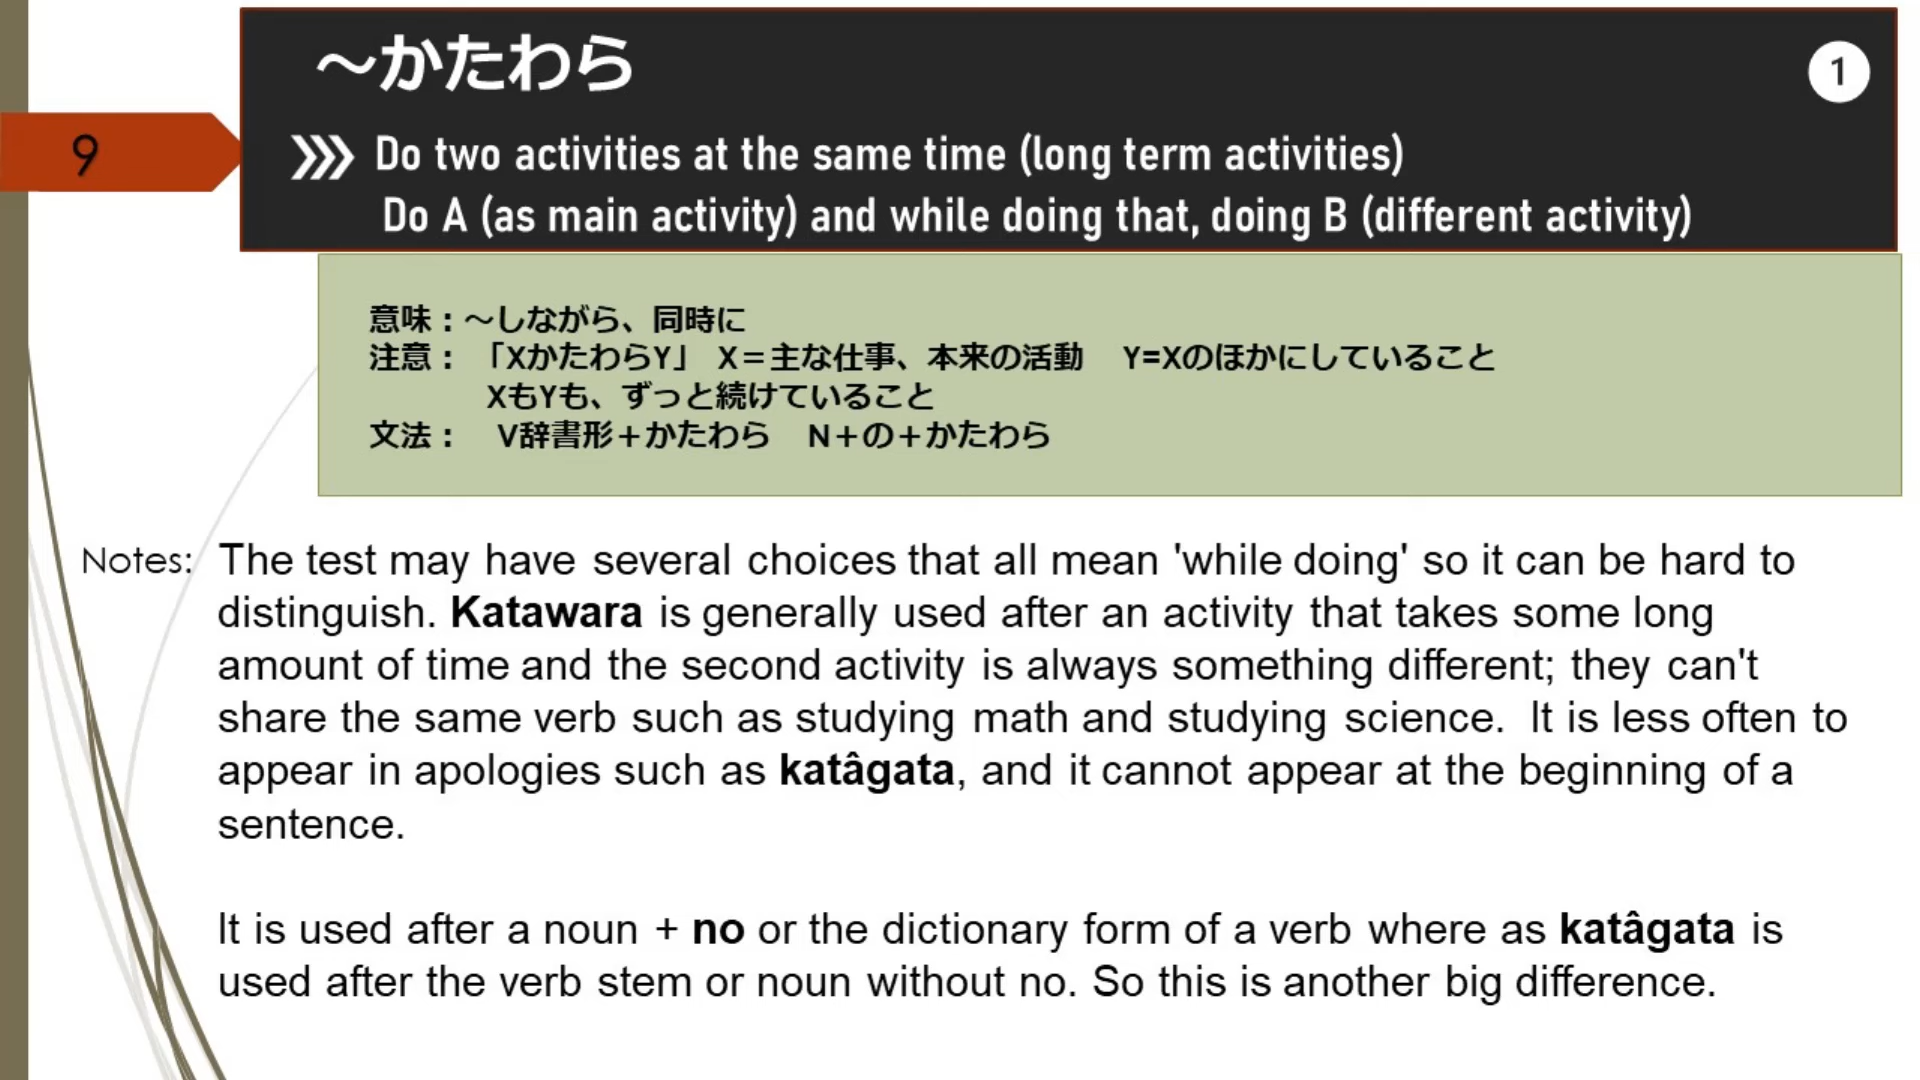 ～かたわら
1
9
Do two activities at the same time (long term activities)
Do A (as main activity) and while doing that, doing B (different activity)
意味：～しながら、同時に
注意：「XかたわらY」 X＝主な仕事、本来の活動 Y=Xのほかにしていること
XもYも、ずっと続けていること
文法： V辞書形＋かたわら N＋の＋かたわら
Notes: The test may have several choices that all mean 'while doing' so it can be hard to
distinguish. Katawara is generally used after an activity that takes some long
amount of time and the second activity is always something different; they can't
share the same verb such as studying math and studying science. It is less often to
appear in apologies such as katâgata, and it cannot appear at the beginning of a
sentence.
It is used after a noun + no or the dictionary form of a verb where as katâgata is
used after the verb stem or noun without no. So this is another big difference.